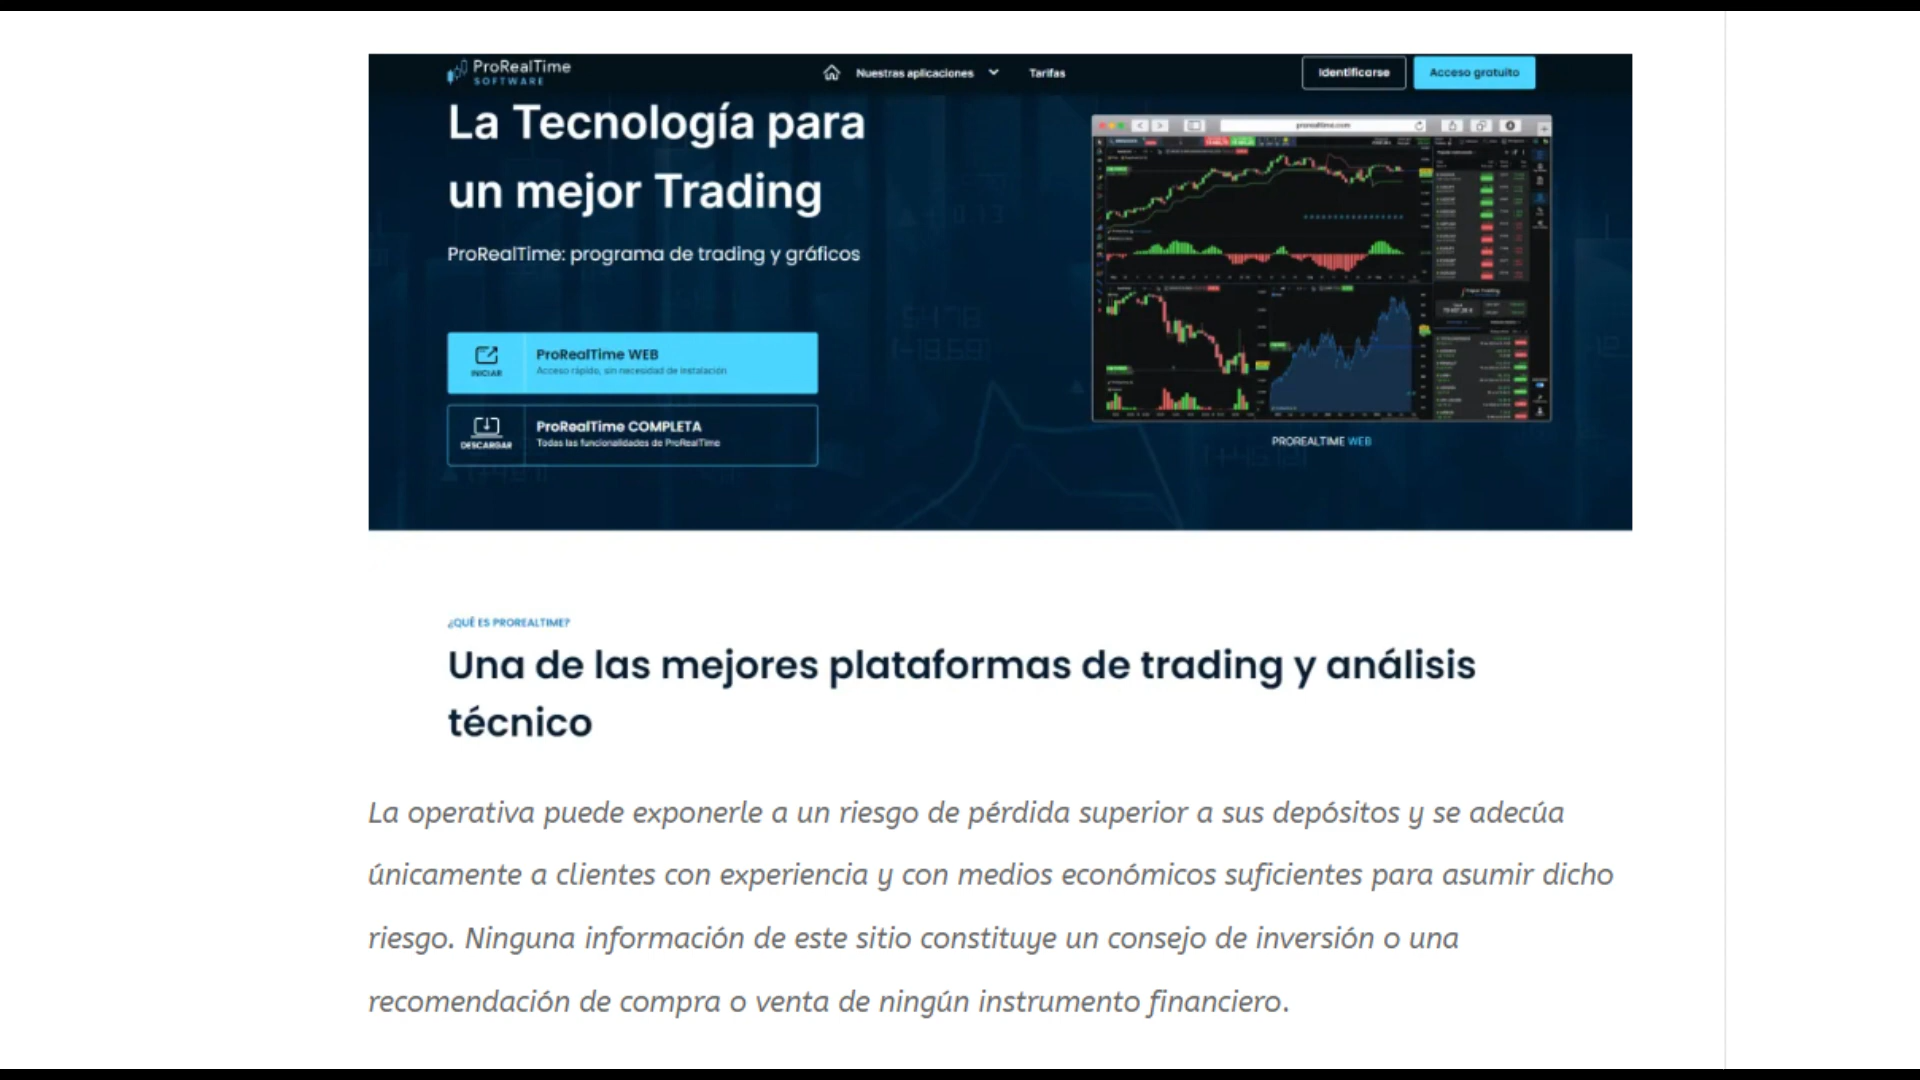 ProRealTime
SOFTWARE
Nuestras aplicaciones
Tarifas
Identificarse
Acceso gratuito
La Tecnología para
un mejor Trading
ProRealTime: programa de trading y gráficos
INICIAR
ProRealTime WEB
Acceso rápido, sin necesidad de instalación
DESCARGAR
ProRealTime COMPLETA
Todas las funcionalidades de ProRealTime
prorealtime.com
PROREALTIME WEB
¿QUÉ ES PROREALTIME?
Una de las mejores plataformas de trading y análisis
técnico
La operativa puede exponerle a un riesgo de pérdida superior a sus depósitos y se adecúa
únicamente a clientes con experiencia y con medios económicos suficientes para asumir dicho
riesgo. Ninguna información de este sitio constituye un consejo de inversión o una
recomendación de compra o venta de ningún instrumento financiero.